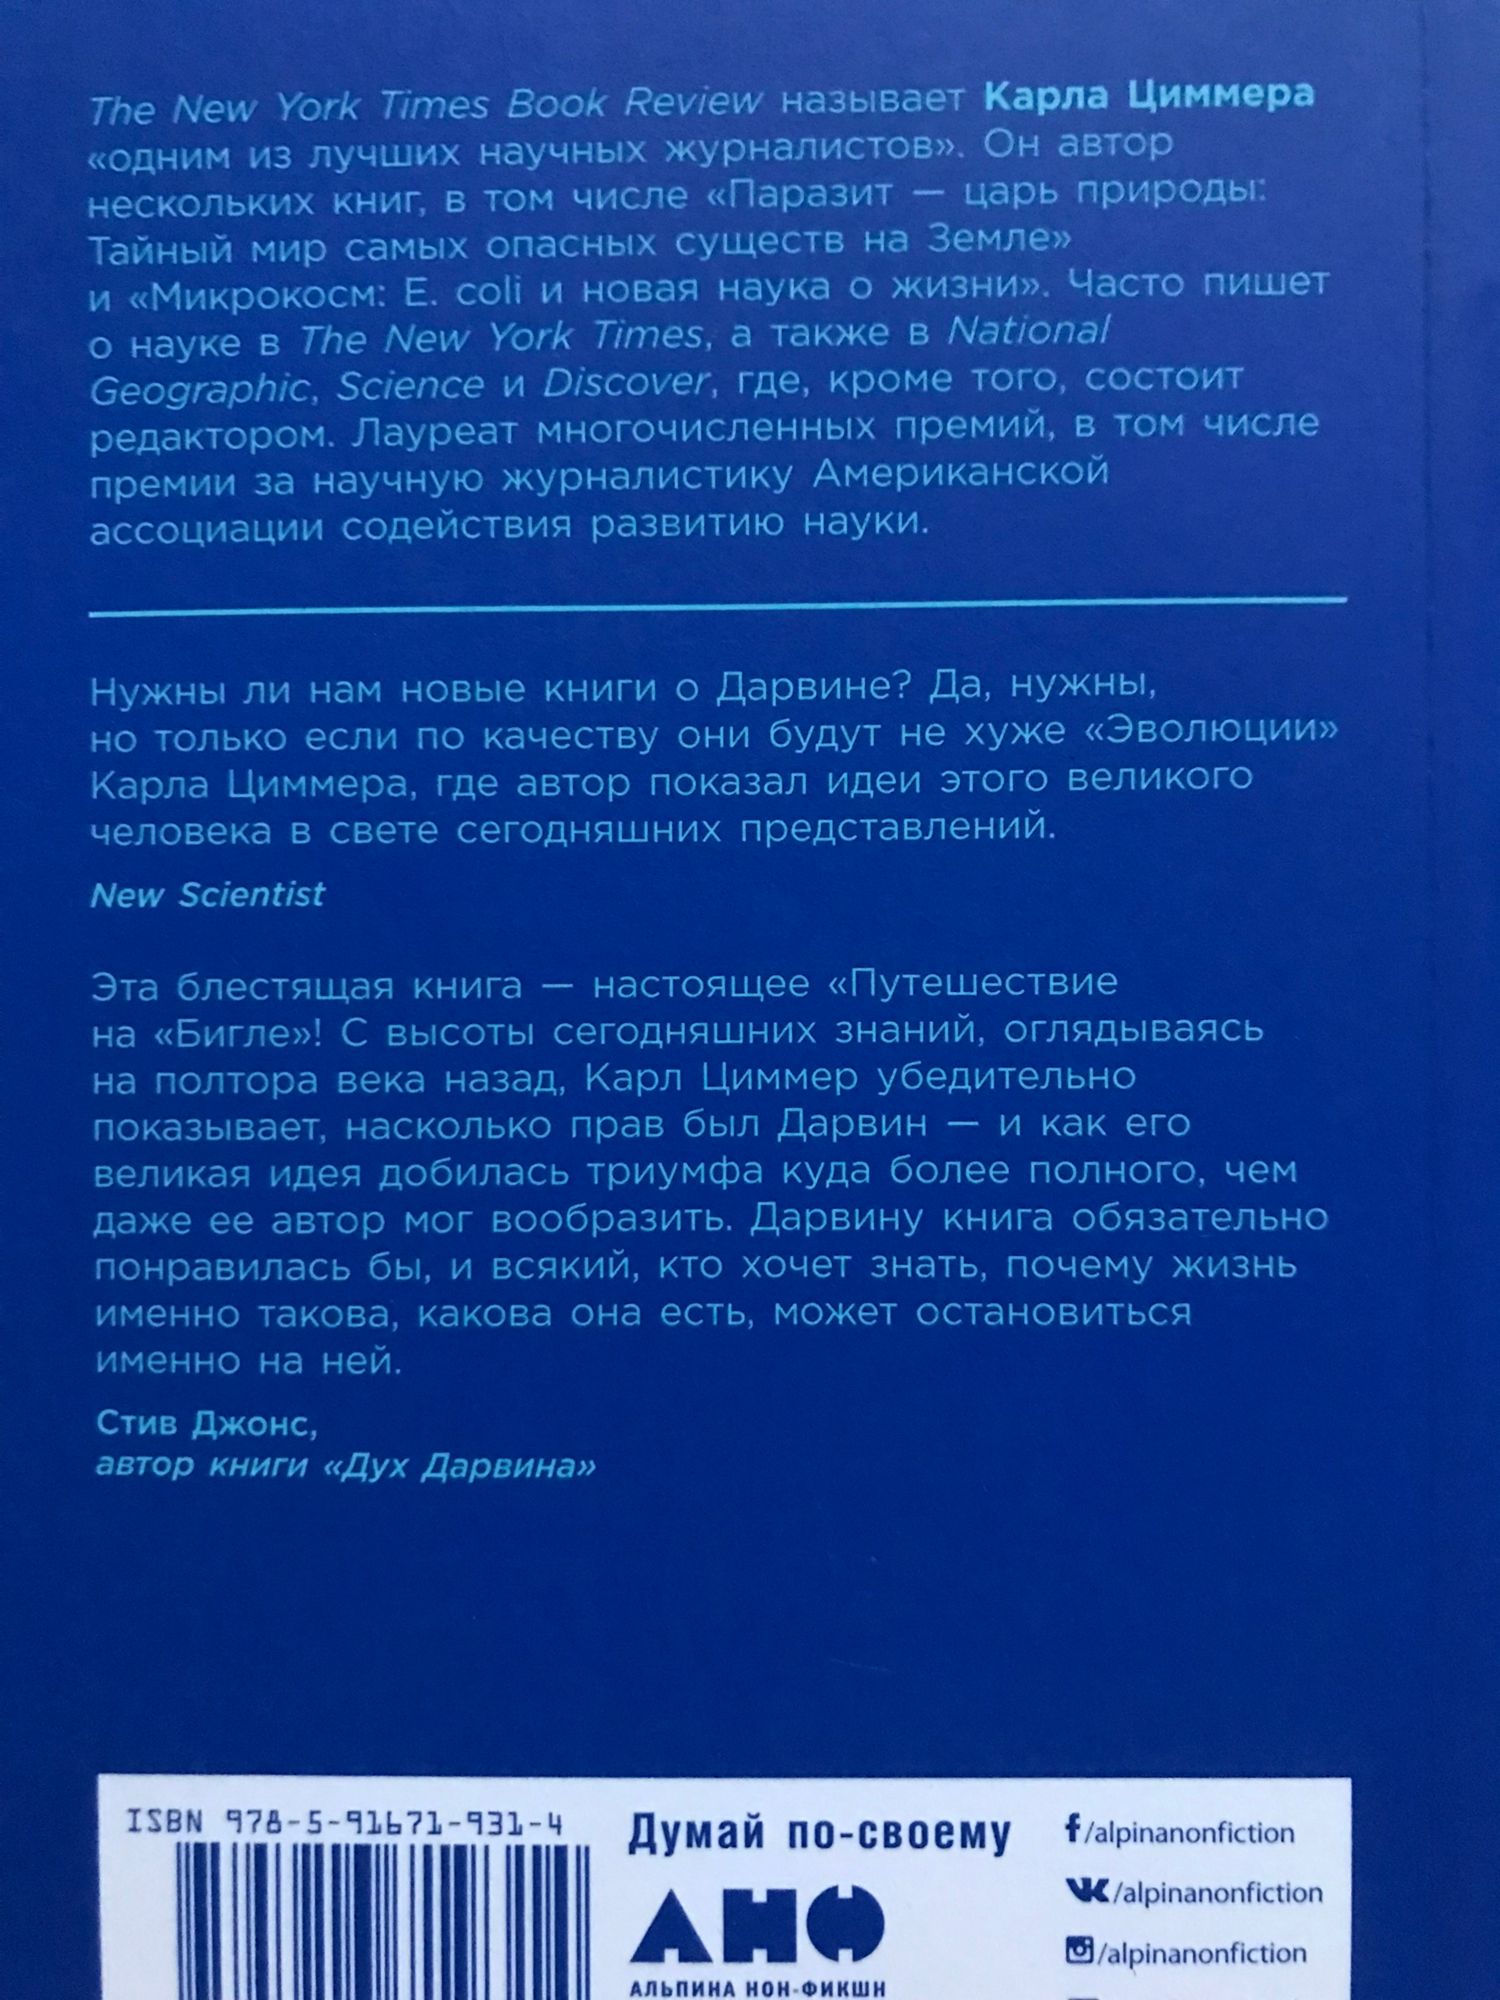 The New York Times Book Review называет Карла Циммера
«одним из лучших научных журналистов». Он автор
нескольких книг, в том числе «Паразит — царь природы:
Тайный мир самых опасных существ на Земле»
и «Микрокосм: E. coli и новая наука о жизни». Часто пишет
о науке в The New York Times, а также в National
Geographic, Science и Discover, где, кроме того, состоит
редактором. Лауреат многочисленных премий, в том числе
премии за научную журналистику Американской
ассоциации содействия развитию науки.
Нужны ли нам новые книги о Дарвине? Да, нужны,
но только если по качеству они будут не хуже «Эволюции»
Карла Циммера, где автор показал идеи этого великого
человека в свете сегодняшних представлений.
New Scientist
Эта блестящая книга — настоящее «Путешествие
на «Бигле»! С высоты сегодняшних знаний, оглядываясь
на полтора века назад, Карл Циммер убедительно
показывает, насколько прав был Дарвин — и как его
великая идея добилась триумфа куда более полного, чем
даже ее автор мог вообразить. Дарвину книга обязательно
понравилась бы, и всякий, кто хочет знать, почему жизнь
именно такова, какова она есть, может остановиться
именно на ней.
Стив Джонс,
автор книги «Дух Дарвина»
ISBN 978-5-91671-931-4
Думай по-своему
АНФ
АЛЬПИНА НОН-ФИКШН
/alpinanonfiction
/alpinanonfiction
/alpinanonfiction